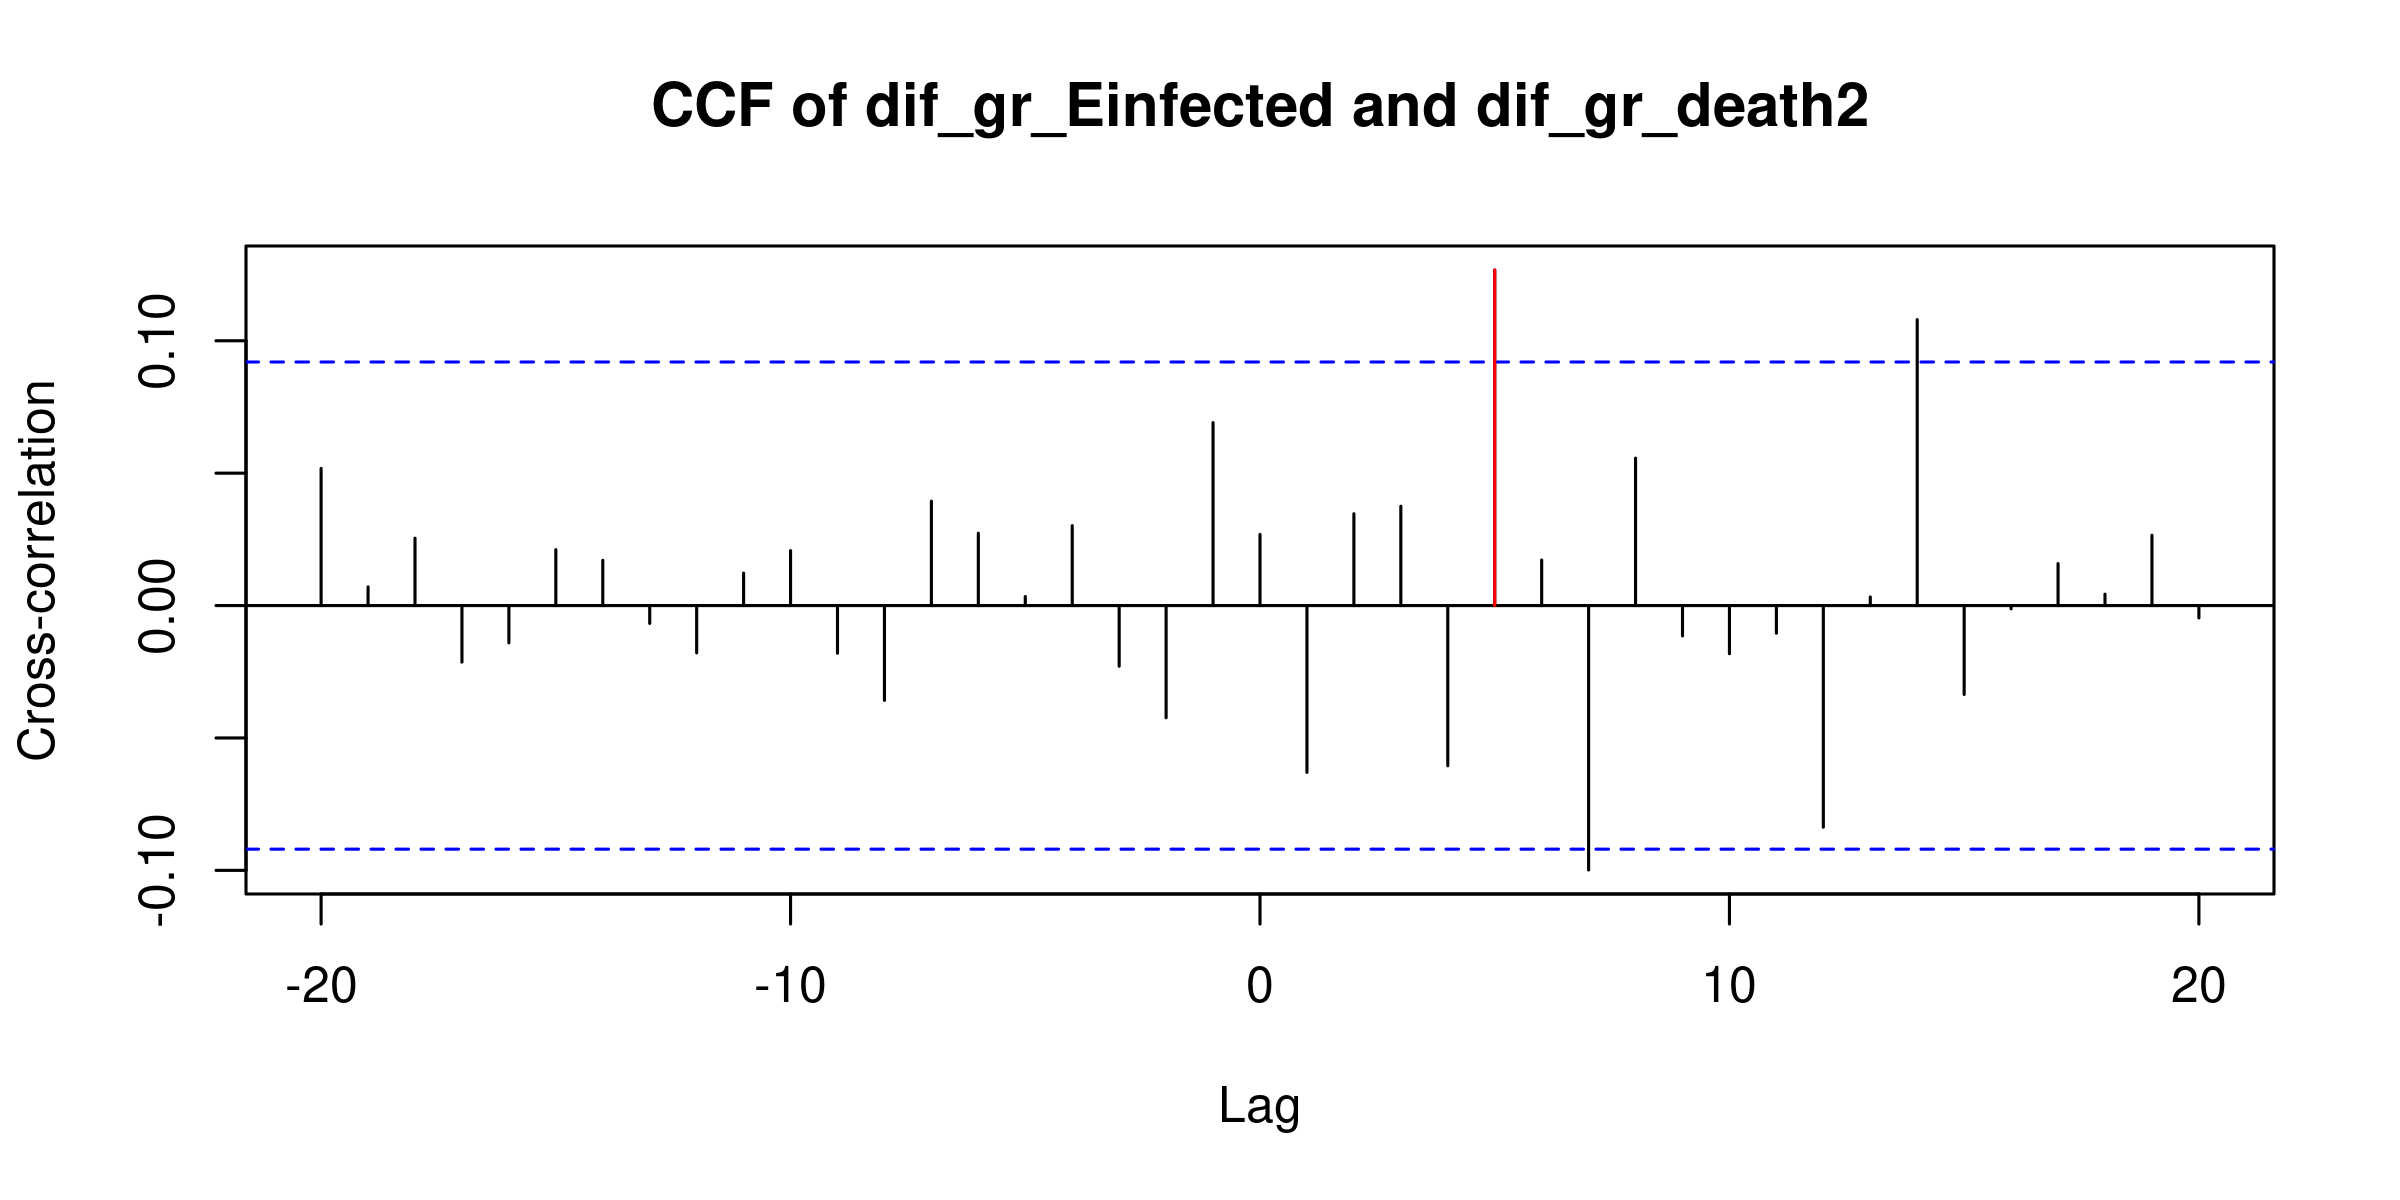 CCF of dif_gr_Einfected and dif_gr_death2
Cross-correlation
0.10
0.00
-0.10
-20 -10 0 10 20
Lag